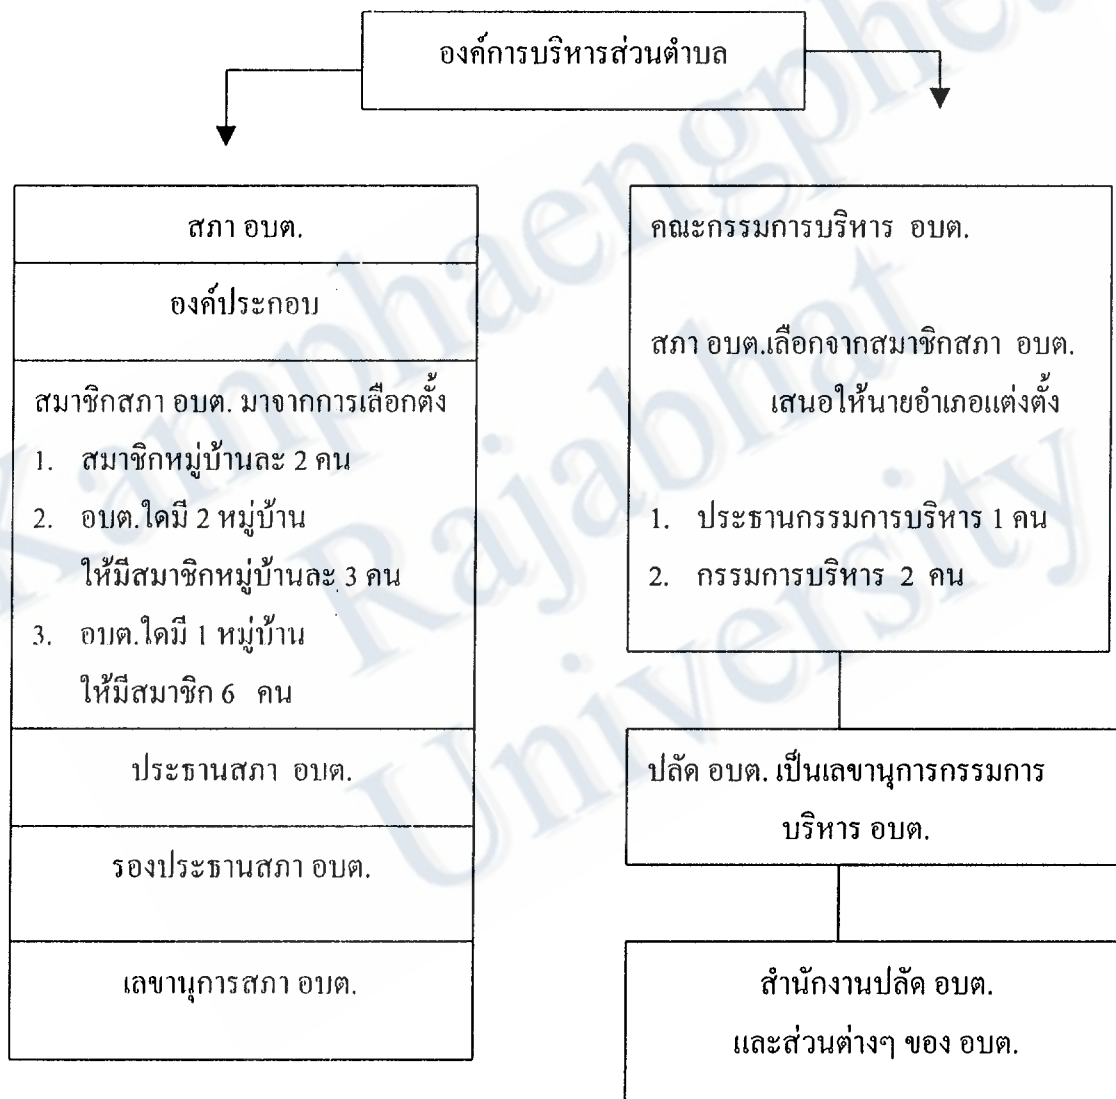 องค์การบริหารส่วนตำบล
สภา อบต.
องค์ประกอบ
สมาชิกสภา อบต. มาจากการเลือกตั้ง
1. สมาชิกหมู่บ้านละ 2 คน
2. อบต.ใดมี 2 หมู่บ้าน
ให้มีสมาชิกหมู่บ้านละ 3 คน
3. อบต.ใดมี 1 หมู่บ้าน
ให้มีสมาชิก 6 คน
ประธานสภา อบต.
รองประธานสภา อบต.
เลขานุการสภา อบต.
คณะกรรมการบริหาร อบต.
สภา อบต.เลือกจากสมาชิกสภา อบต.
เสนอให้นายอำเภอแต่งตั้ง
1. ประธานกรรมการบริหาร 1 คน
2. กรรมการบริหาร 2 คน
ปลัด อบต. เป็นเลขานุการกรรมการ
บริหาร อบต.
สำนักงานปลัด อบต.
และส่วนต่างๆ ของ อบต.
Kamphaengphet
Rajabhat
University